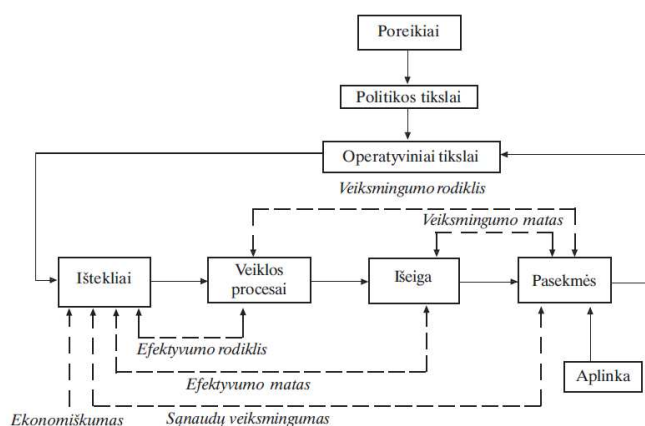 Poreikiai
Politikos tikslai
Operatyviniai tikslai
Veiksmingumo rodiklis
Veiksmingumo matas
Ištekliai
Veiklos
procesai
Išeiga
Pasekmės
Efektyvumo rodiklis
Efektyvumo matas
Aplinka
Ekonomiškumas
Sąnaudų veiksmingumas